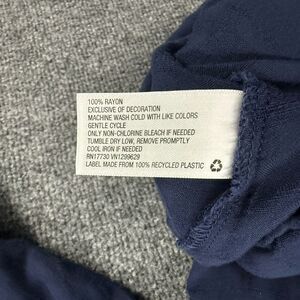 100% RAYON
EXCLUSIVE OF DECORATION
MACHINE WASH COLD WITH LIKE COLORS
GENTLE CYCLE
ONLY NON-CHLORINE BLEACH IF NEEDED
TUMBLE DRY LOW, REMOVE PROMPTLY
COOL IRON IF NEEDED
RN17730 VN1299629
LABEL MADE FROM 100% RECYCLED PLASTIC